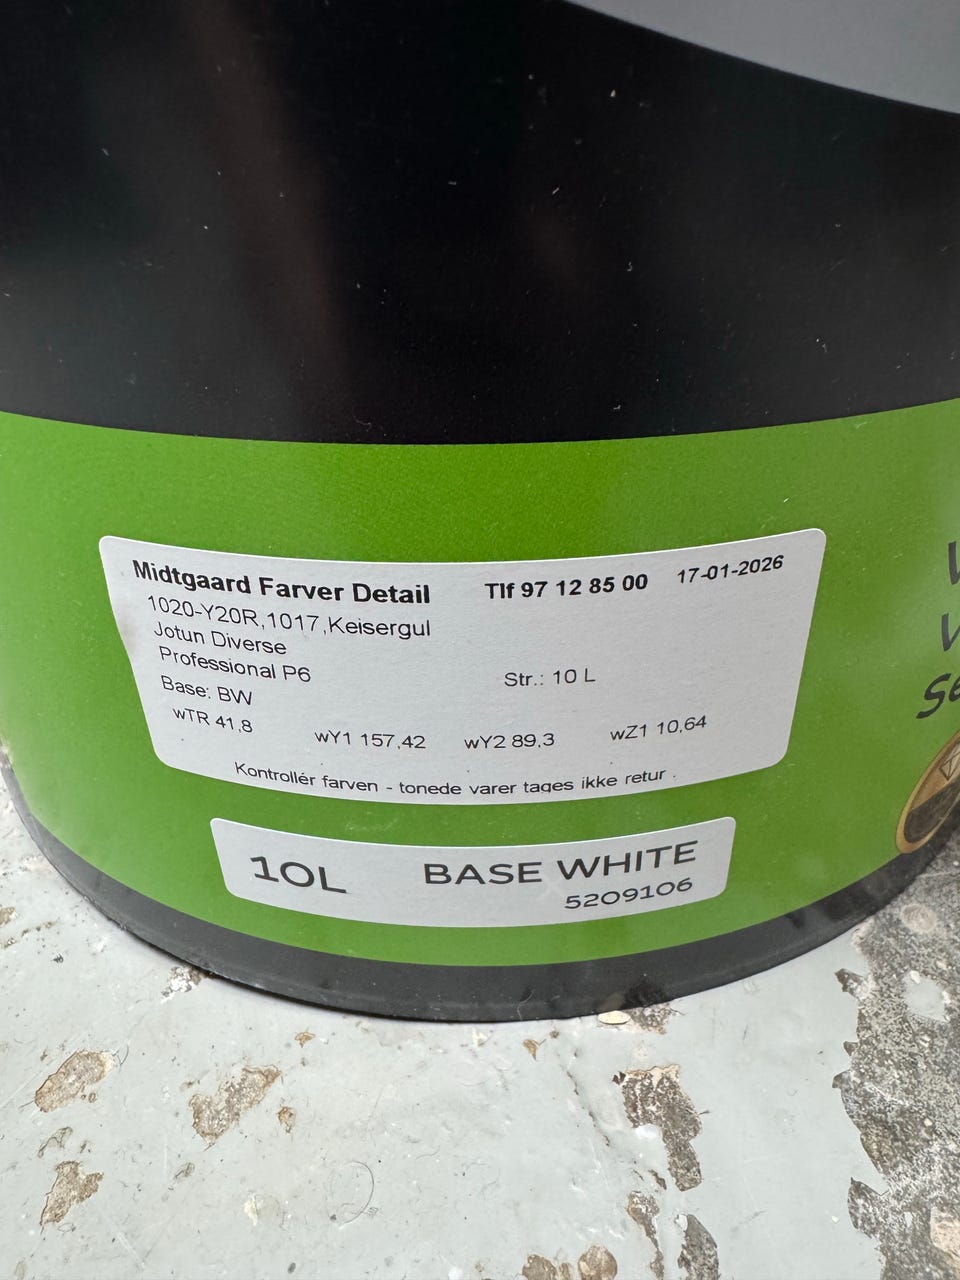 Midtgaard Farver Detail Tlf 97 12 85 00 17-01-2026
1020-Y20R,1017,Keisergul
Jotun Diverse
Professional P6 Str.: 10 L
Base: BW
wTR 41,8 wY1 157,42 wY2 89,3 wZ1 10,64
Kontrollér farven - tonede varer tages ikke retur .
10L BASE WHITE
5209106